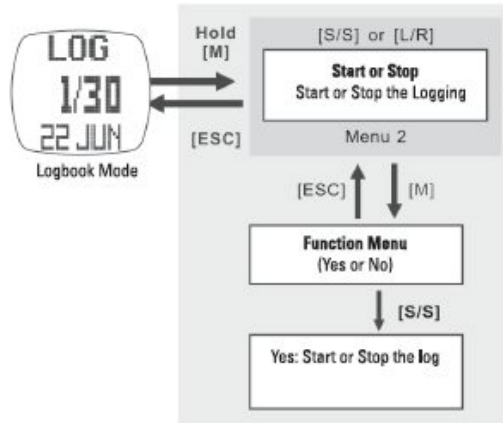 LOG
1/30
22 JUN
Logbook Mode
Hold
[M]
[ESC]
[S/S] or [L/R]
Start or Stop
Start or Stop the Logging
Menu 2
[ESC]
[M]
Function Menu
(Yes or No)
[S/S]
Yes: Start or Stop the log